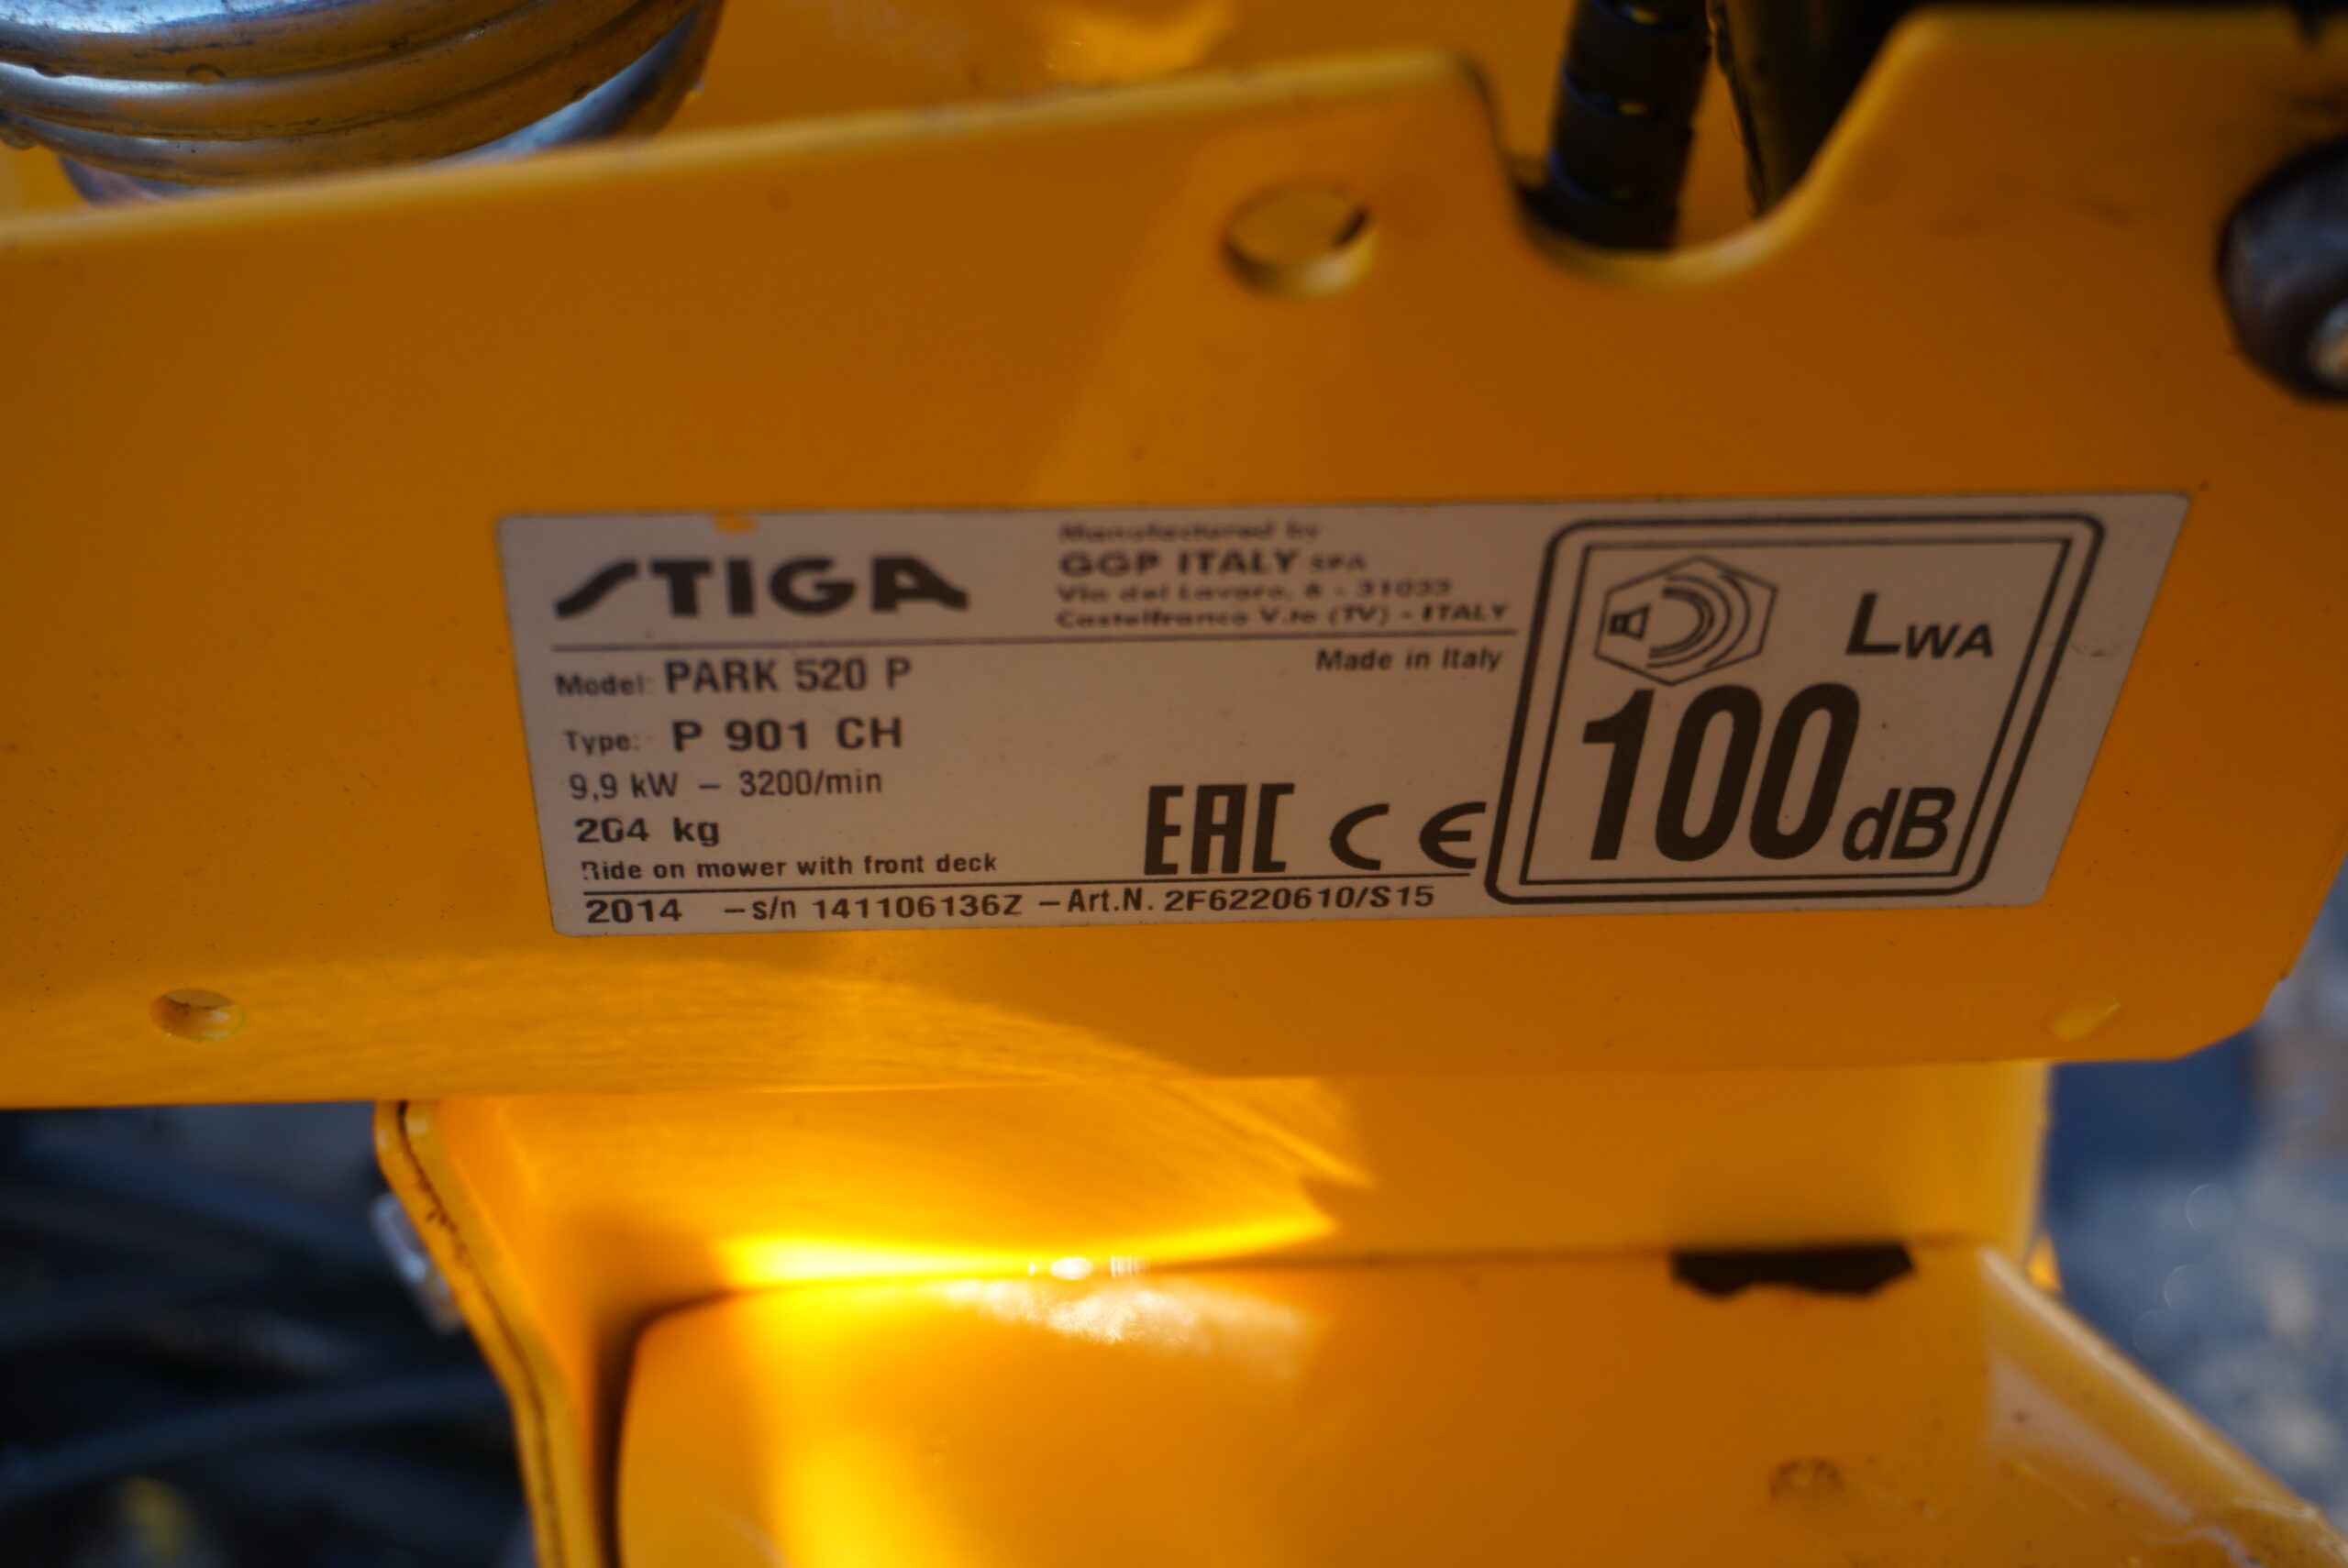 STIGA
Manufactured by
GGP ITALY SPA
Via del Lavoro, 6 - 31033
Castelfranco V.to (TV) - ITALY
Made in Italy
Model: PARK 520 P
Type: P 901 CH
9,9 kW – 3200/min
204 kg
Ride on mower with front deck
EAC CE
2014 – s/n 141106136Z – Art.N. 2F6220610/S15
LWA
100 dB